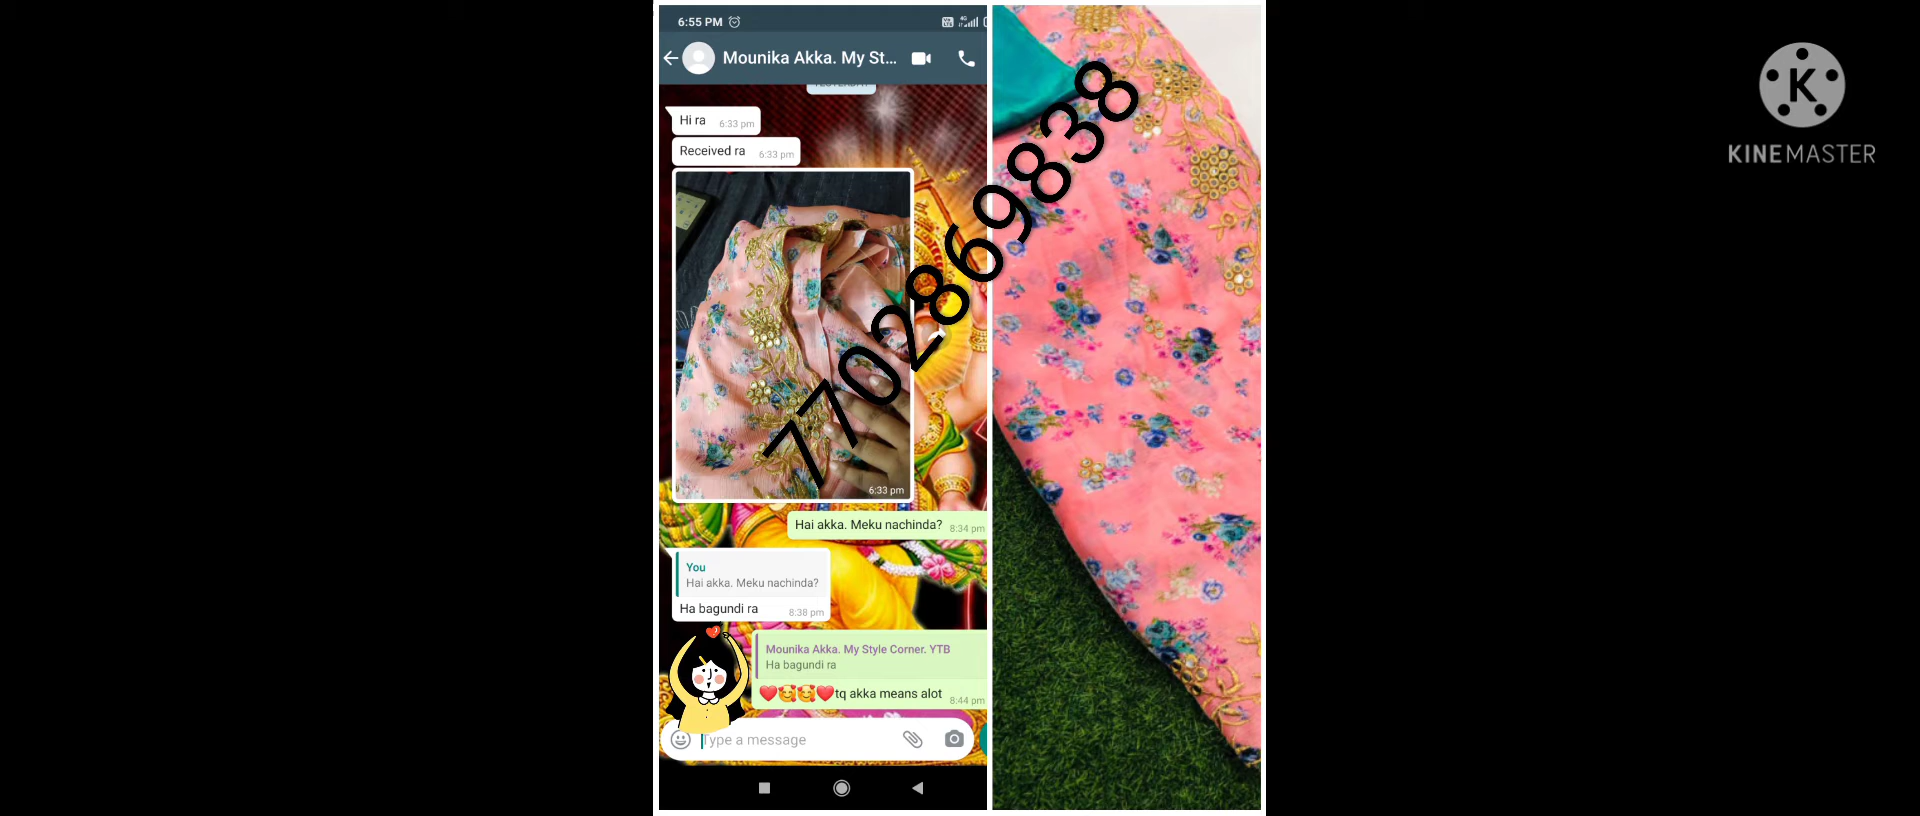 6:55 PM
Mounika Akka. My St...
Hi ra 6:33 pm
Received ra 6:33 pm
6:33 pm
Hai akka. Meku nachinda? 8:34 pm
You
Hai akka. Meku nachinda?
Ha bagundi ra 8:38 pm
Mounika Akka. My Style Corner. YTB
Ha bagundi ra
❤️🥰🥰❤️tq akka means alot 8:44 pm
Type a message
7702869838
K
KINEMASTER